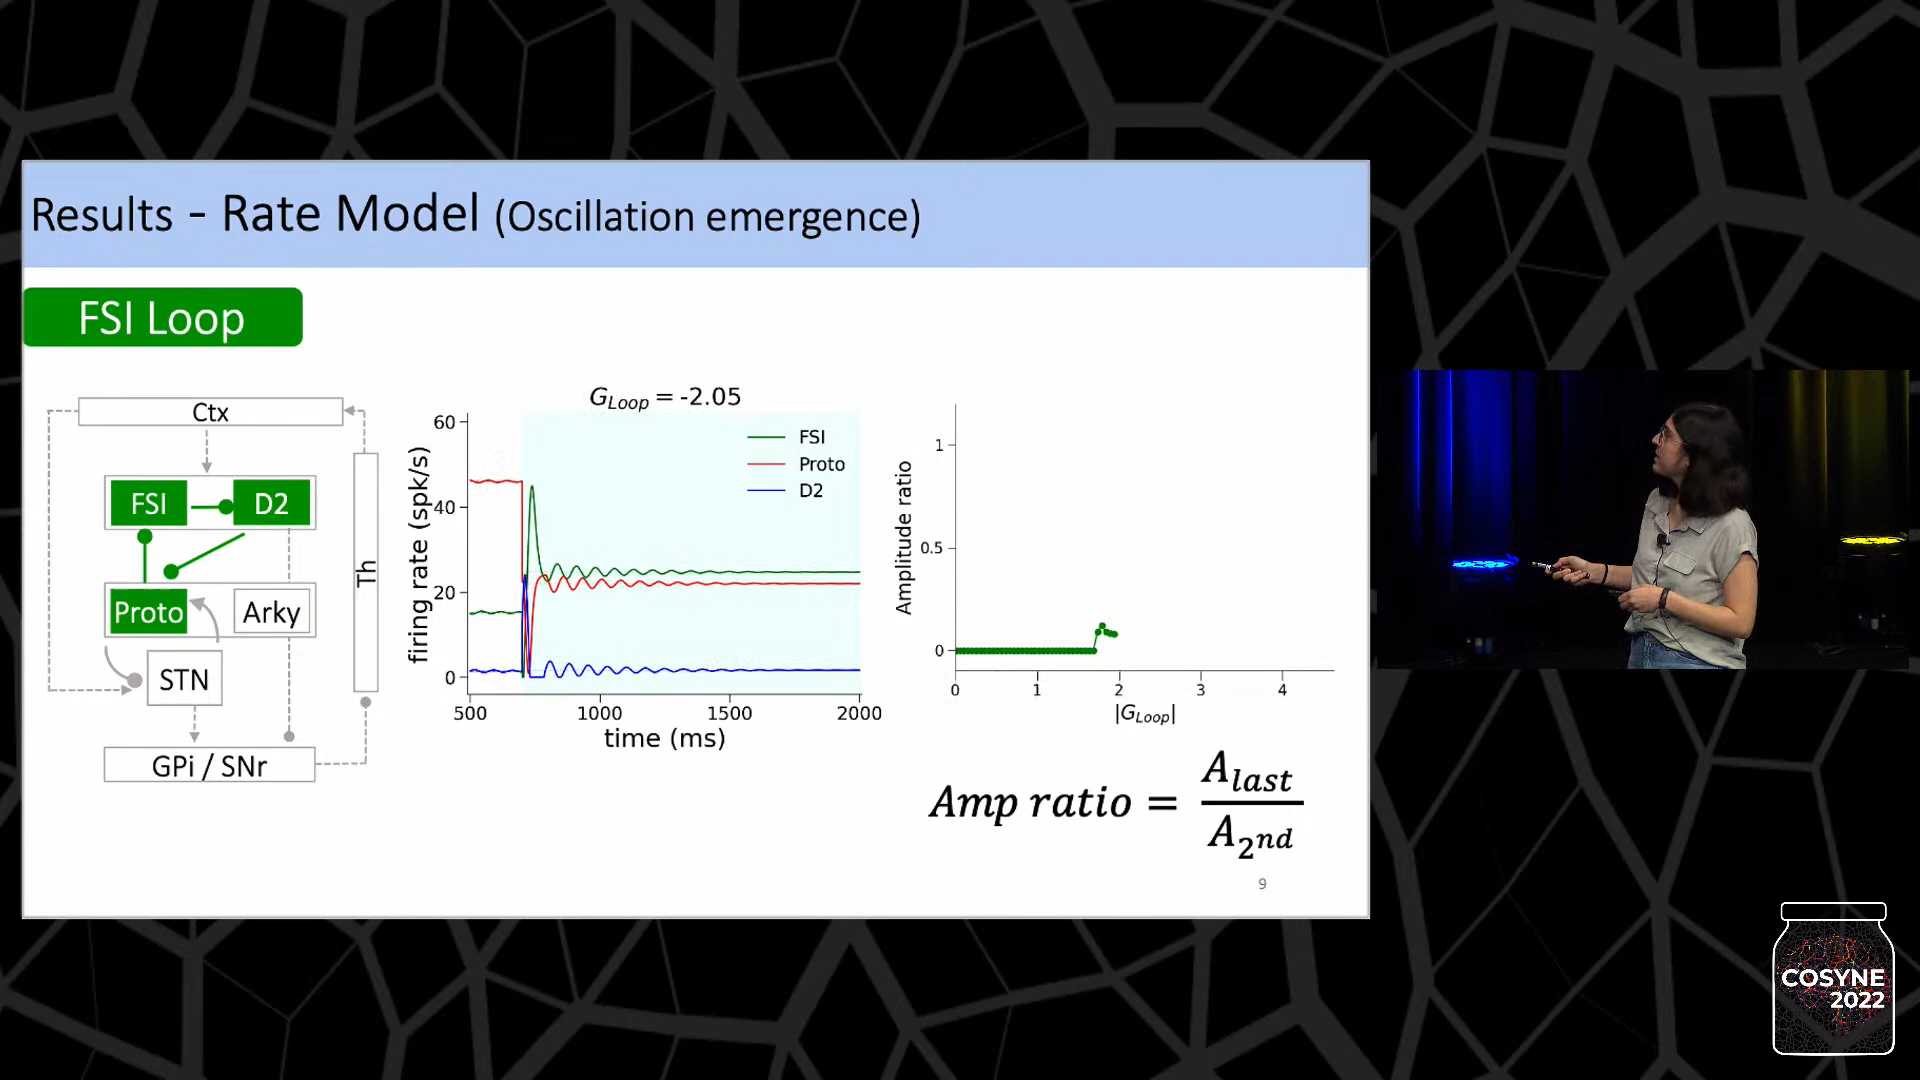 Results - Rate Model (Oscillation emergence)
FSI Loop
Ctx
FSI
D2
Th
Proto
Arky
STN
GPi / SNr
G_Loop = -2.05
firing rate (spk/s)
60
40
20
0
FSI
Proto
D2
500 1000 1500 2000
time (ms)
Amplitude ratio
1
0.5
0
0 1 2 3 4
|G_Loop|
Amp ratio = A_last / A_2nd
9
COSYNE
2022